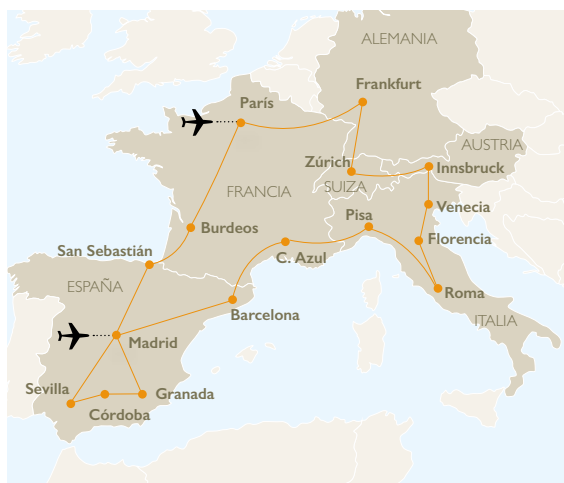 ALEMANIA
Frankfurt
París
AUSTRIA
Zúrich
Innsbruck
SUIZA
FRANCIA
Venecia
Pisa
Burdeos
Florencia
San Sebastián
C. Azul
ESPAÑA
Roma
Barcelona
ITALIA
Madrid
Sevilla
Granada
Córdoba